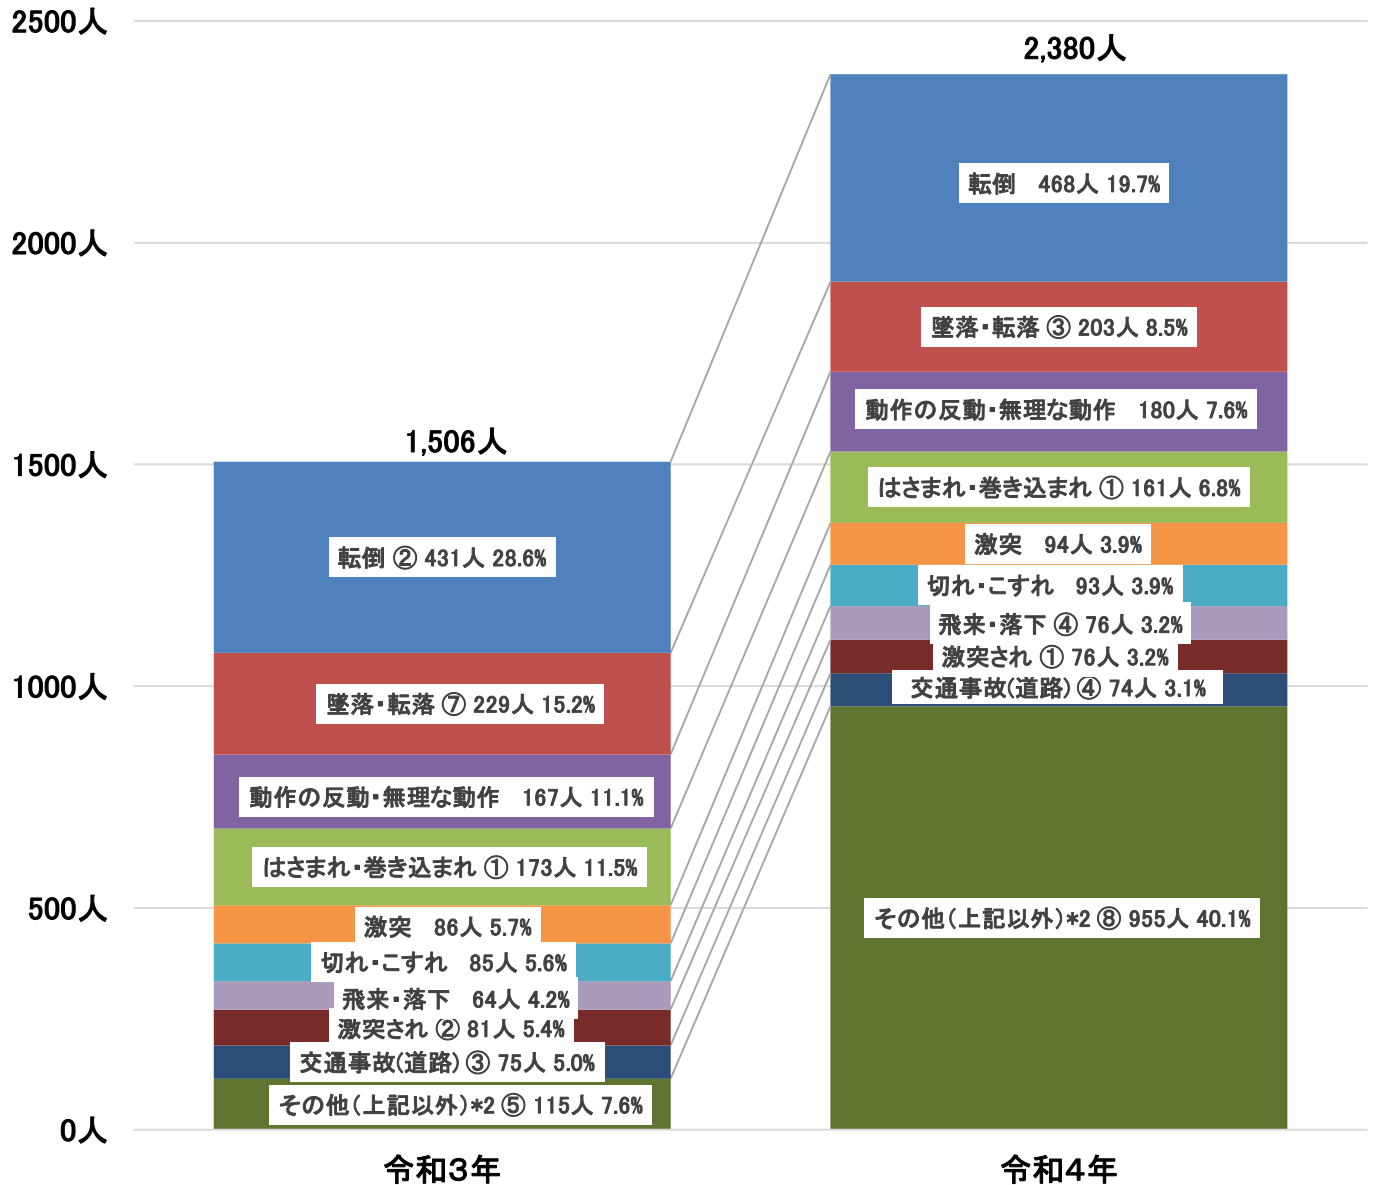 2500人
2000人
1500人
1000人
500人
0人
1,506人
転倒 ② 431人 28.6%
墜落・転落 ⑦ 229人 15.2%
動作の反動・無理な動作　167人 11.1%
はさまれ・巻き込まれ ① 173人 11.5%
激突　86人 5.7%
切れ・こすれ　85人 5.6%
飛来・落下　64人 4.2%
激突され ② 81人 5.4%
交通事故(道路) ③ 75人 5.0%
その他（上記以外）*2 ⑤ 115人 7.6%
令和3年
2,380人
転倒　468人 19.7%
墜落・転落 ③ 203人 8.5%
動作の反動・無理な動作　180人 7.6%
はさまれ・巻き込まれ ① 161人 6.8%
激突　94人 3.9%
切れ・こすれ　93人 3.9%
飛来・落下 ④ 76人 3.2%
激突され ① 76人 3.2%
交通事故(道路) ④ 74人 3.1%
その他（上記以外）*2 ⑧ 955人 40.1%
令和4年